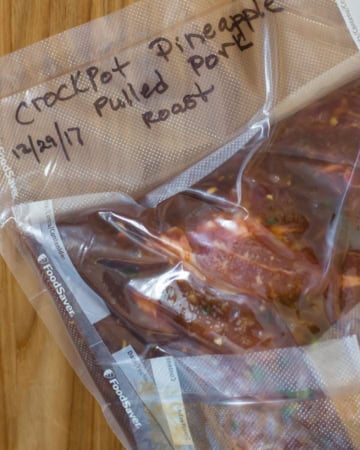 CrockPot Pineapple
Pulled Pork
Roast
12/29/17
FoodSaver
FoodSaver